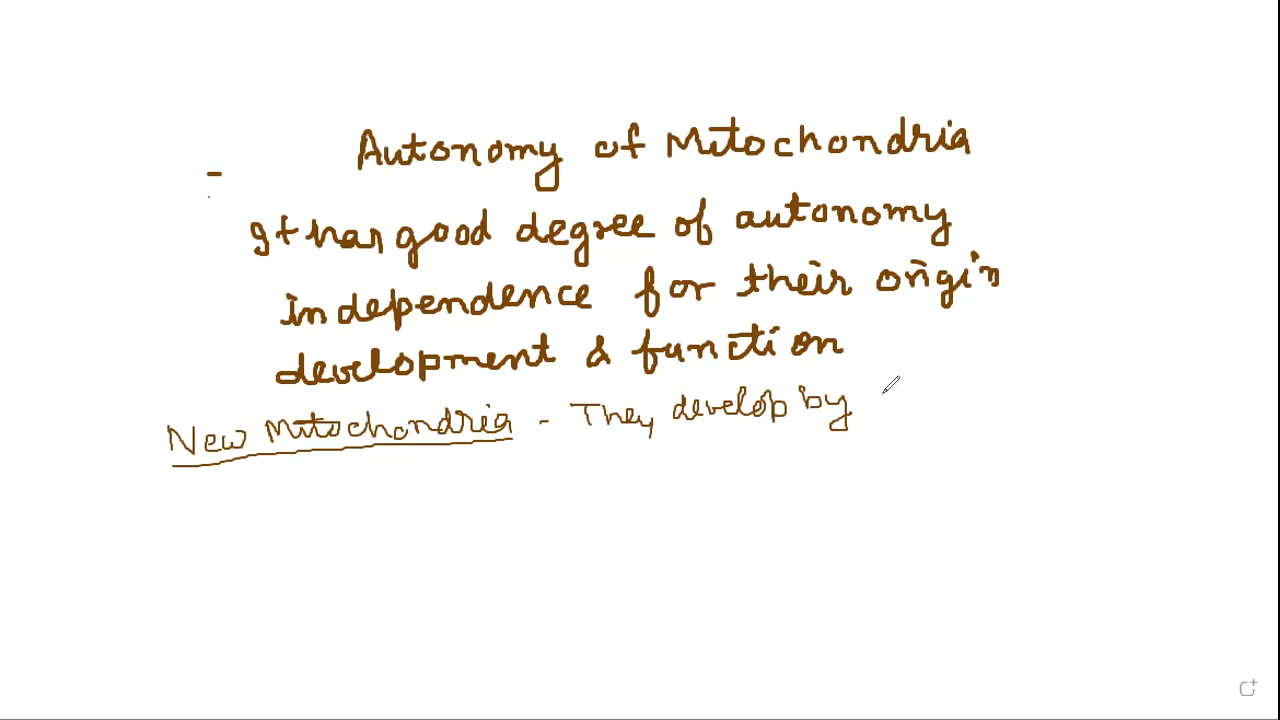 Autonomy of Mitochondria
It has good degree of autonomy
independence for their origin
development & function
New Mitochondria - They develop by